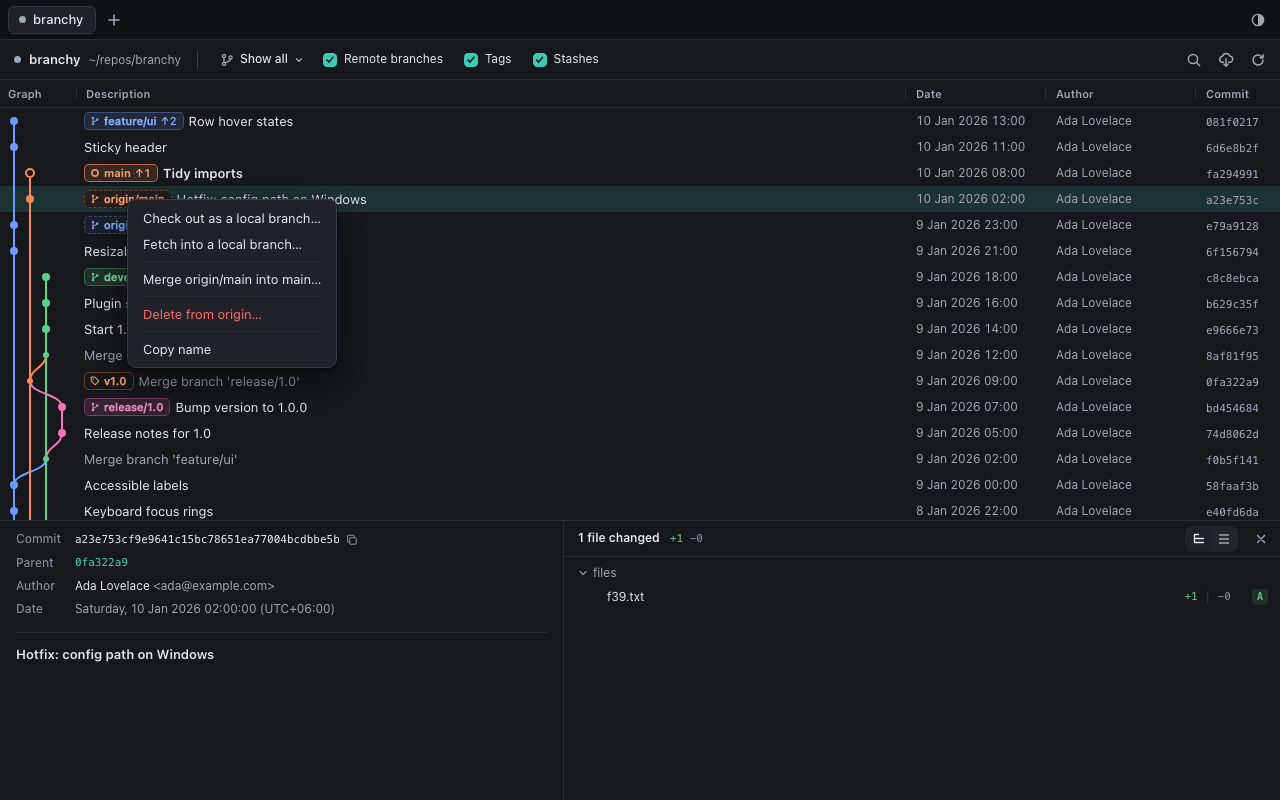 branchy
branchy ~/repos/branchy Show all Remote branches Tags Stashes
Graph Description Date Author Commit
feature/ui ↑2 Row hover states 10 Jan 2026 13:00 Ada Lovelace 081f0217
Sticky header 10 Jan 2026 11:00 Ada Lovelace 6d6e8b2f
main ↑1 Tidy imports 10 Jan 2026 08:00 Ada Lovelace fa294991
origin/main Hotfix: config path on Windows 10 Jan 2026 02:00 Ada Lovelace a23e753c
9 Jan 2026 23:00 Ada Lovelace e79a9128
9 Jan 2026 21:00 Ada Lovelace 6f156794
9 Jan 2026 18:00 Ada Lovelace c8c8ebca
Plugin 9 Jan 2026 16:00 Ada Lovelace b629c35f
Start 1. 9 Jan 2026 14:00 Ada Lovelace e9666e73
Merge 9 Jan 2026 12:00 Ada Lovelace 8af81f95
Check out as a local branch...
Fetch into a local branch...
Merge origin/main into main...
Delete from origin...
Copy name
v1.0 Merge branch 'release/1.0' 9 Jan 2026 09:00 Ada Lovelace 0fa322a9
release/1.0 Bump version to 1.0.0 9 Jan 2026 07:00 Ada Lovelace bd454684
Release notes for 1.0 9 Jan 2026 05:00 Ada Lovelace 74d8062d
Merge branch 'feature/ui' 9 Jan 2026 02:00 Ada Lovelace f0b5f141
Accessible labels 9 Jan 2026 00:00 Ada Lovelace 58faaf3b
Keyboard focus rings 8 Jan 2026 22:00 Ada Lovelace e40fd6da
Commit a23e753cf9e9641c15bc78651ea77004bcdbbe5b
Parent 0fa322a9
Author Ada Lovelace <ada@example.com>
Date Saturday, 10 Jan 2026 02:00:00 (UTC+06:00)
Hotfix: config path on Windows
1 file changed +1 −0
files
f39.txt +1 | −0 A